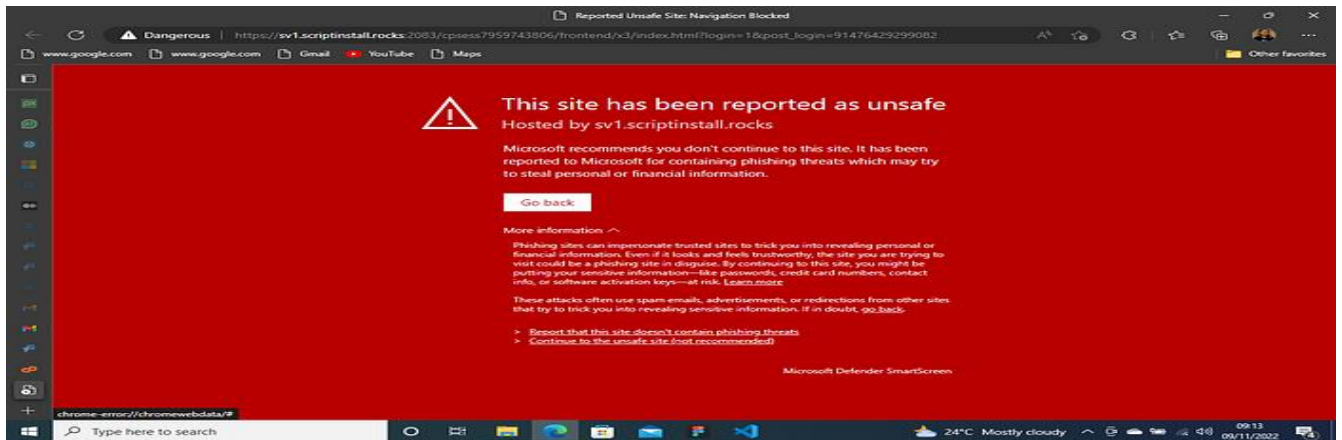 Reported Unsafe Site: Navigation Blocked
Dangerous | https://sv1.scriptinstall.rocks:2083/cpsess7959743806/frontend/x3/index.html?login=1&post_login=91476429299082
www.google.com www.google.com Gmail YouTube Maps Other favorites
This site has been reported as unsafe
Hosted by sv1.scriptinstall.rocks
Microsoft recommends you don't continue to this site. It has been
reported to Microsoft for containing phishing threats which may try
to steal personal or financial information.
Go back
More information
Phishing sites can impersonate trusted sites to trick you into revealing personal or
financial information. Even if it looks and feels trustworthy, the site you are trying to
visit could be a phishing site in disguise. By continuing to this site, you might be
putting your sensitive information—like passwords, credit card numbers, contact
info, or software activation keys—at risk. Learn more
These attacks often use spam emails, advertisements, or redirections from other sites
that try to trick you into revealing sensitive information. If in doubt, go back.
> Report that this site doesn't contain phishing threats
> Continue to the unsafe site (not recommended)
Microsoft Defender SmartScreen
chrome-error://chromewebdata/#
Type here to search
24°C Mostly cloudy
09:13
09/11/2022